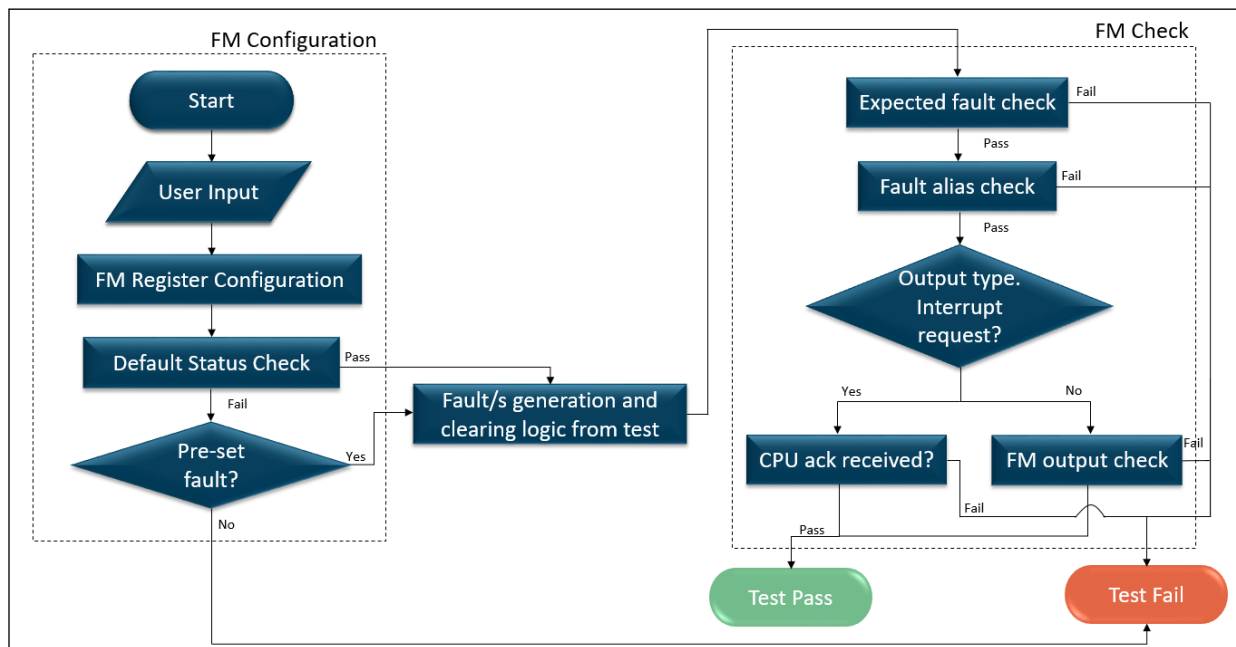 FM Configuration
Start
User Input
FM Register Configuration
Default Status Check
Pass
Fail
Pre-set
fault?
Yes
No
Fault/s generation and
clearing logic from test
FM Check
Expected fault check
Fail
Pass
Fault alias check
Fail
Pass
Output type.
Interrupt
request?
Yes
No
CPU ack received?
FM output check
Fail
Fail
Pass
Test Pass
Test Fail